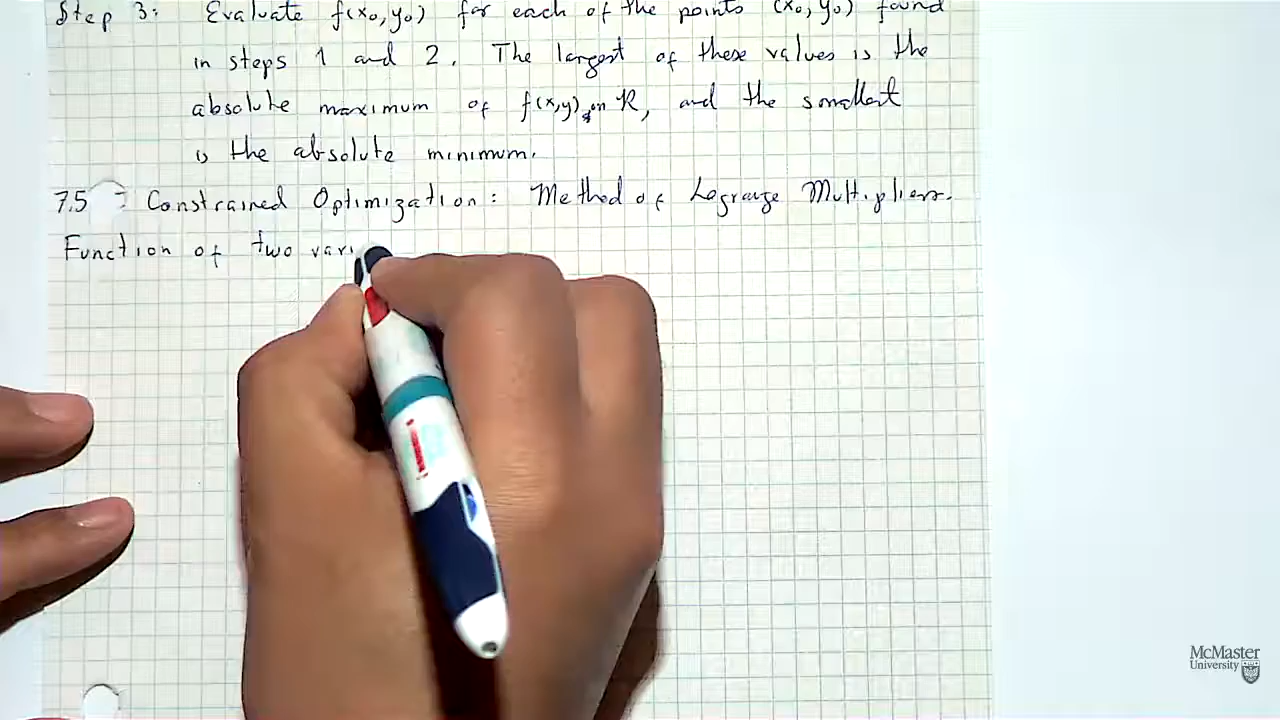 Step 3: Evaluate f(x₀, y₀) for each of the points (x₀, y₀) found
in steps 1 and 2. The largest of these values is the
absolute maximum of f(x,y) on R, and the smallest
is the absolute minimum.
7.5 Constrained Optimization: Method of Lagrange Multipliers.
Function of two vari
McMaster
University